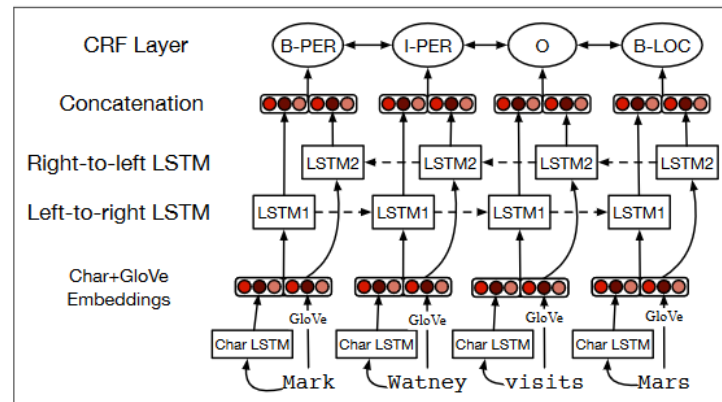 CRF Layer B-PER I-PER O B-LOC
Concatenation
Right-to-left LSTM LSTM2 LSTM2 LSTM2 LSTM2
Left-to-right LSTM LSTM1 LSTM1 LSTM1 LSTM1
Char+GloVe
Embeddings
GloVe GloVe GloVe GloVe
Char LSTM Char LSTM Char LSTM Char LSTM
Mark Watney visits Mars